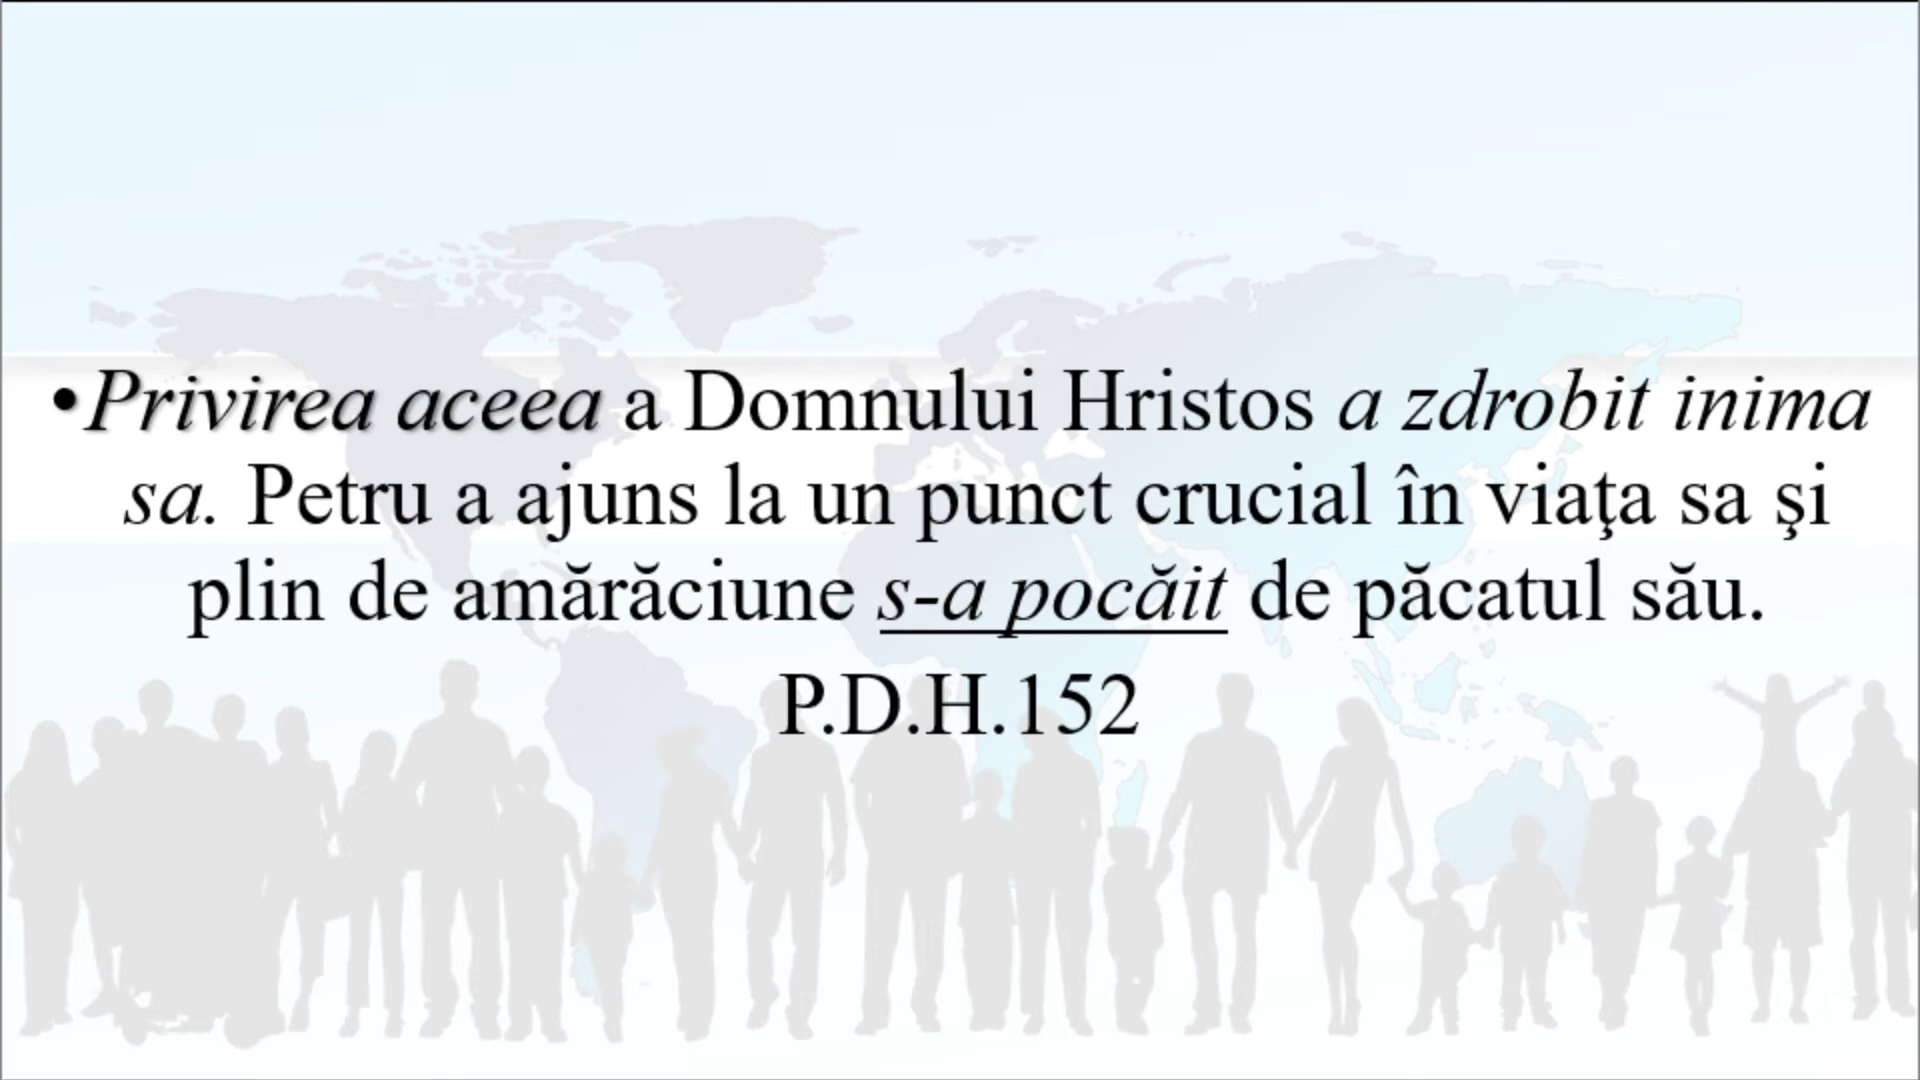 •Privirea aceea a Domnului Hristos a zdrobit inima
sa. Petru a ajuns la un punct crucial în viaţa sa şi
plin de amărăciune s-a pocăit de păcatul său.
P.D.H.152